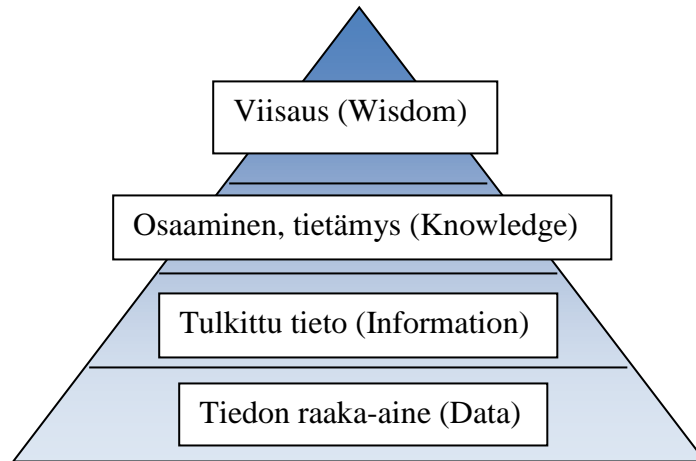 Viisaus (Wisdom)
Osaaminen, tietämys (Knowledge)
Tulkittu tieto (Information)
Tiedon raaka-aine (Data)